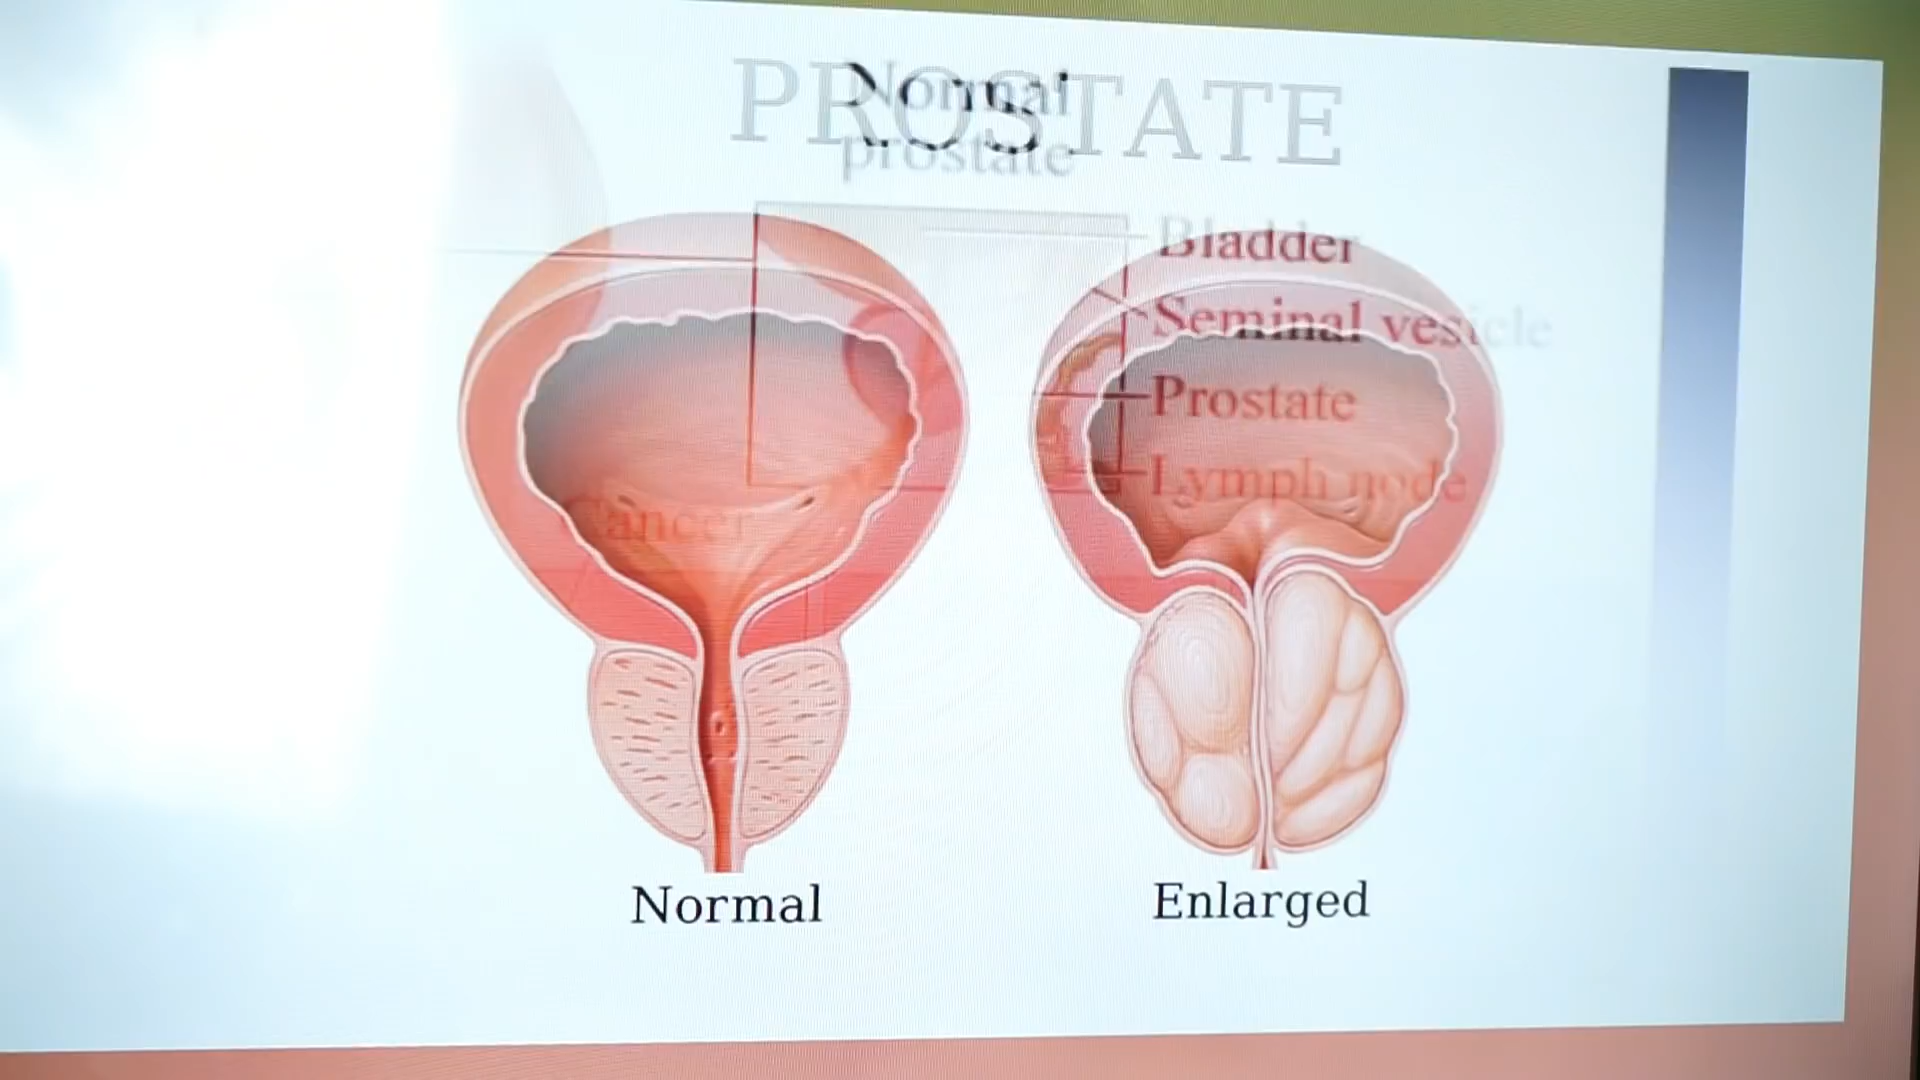 PROSTATE
Normal
prostate
Bladder
Seminal vesicle
Prostate
Lymph node
Cancer
Normal
Enlarged